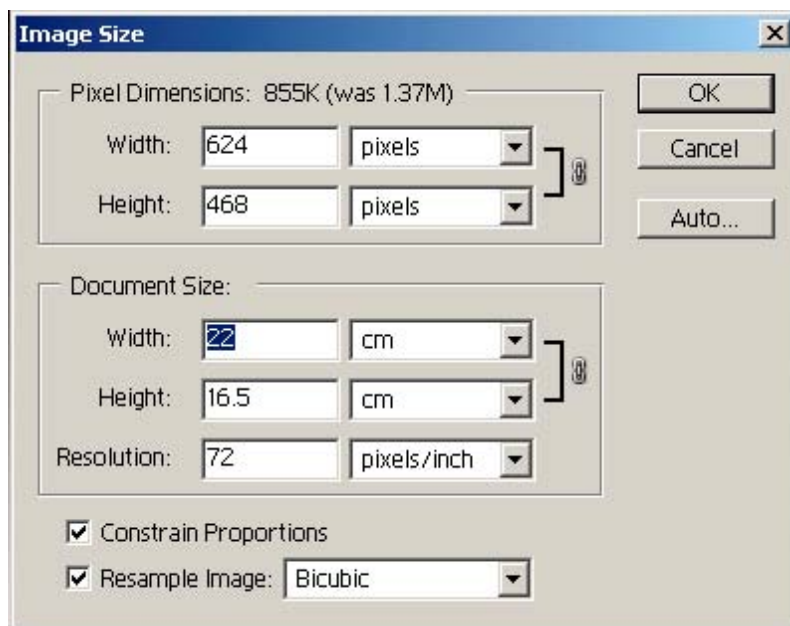 Image Size
Pixel Dimensions: 855K (was 1.37M)
Width: 624 pixels
Height: 468 pixels
OK
Cancel
Auto...
Document Size:
Width: 22 cm
Height: 16.5 cm
Resolution: 72 pixels/inch
Constrain Proportions
Resample Image: Bicubic